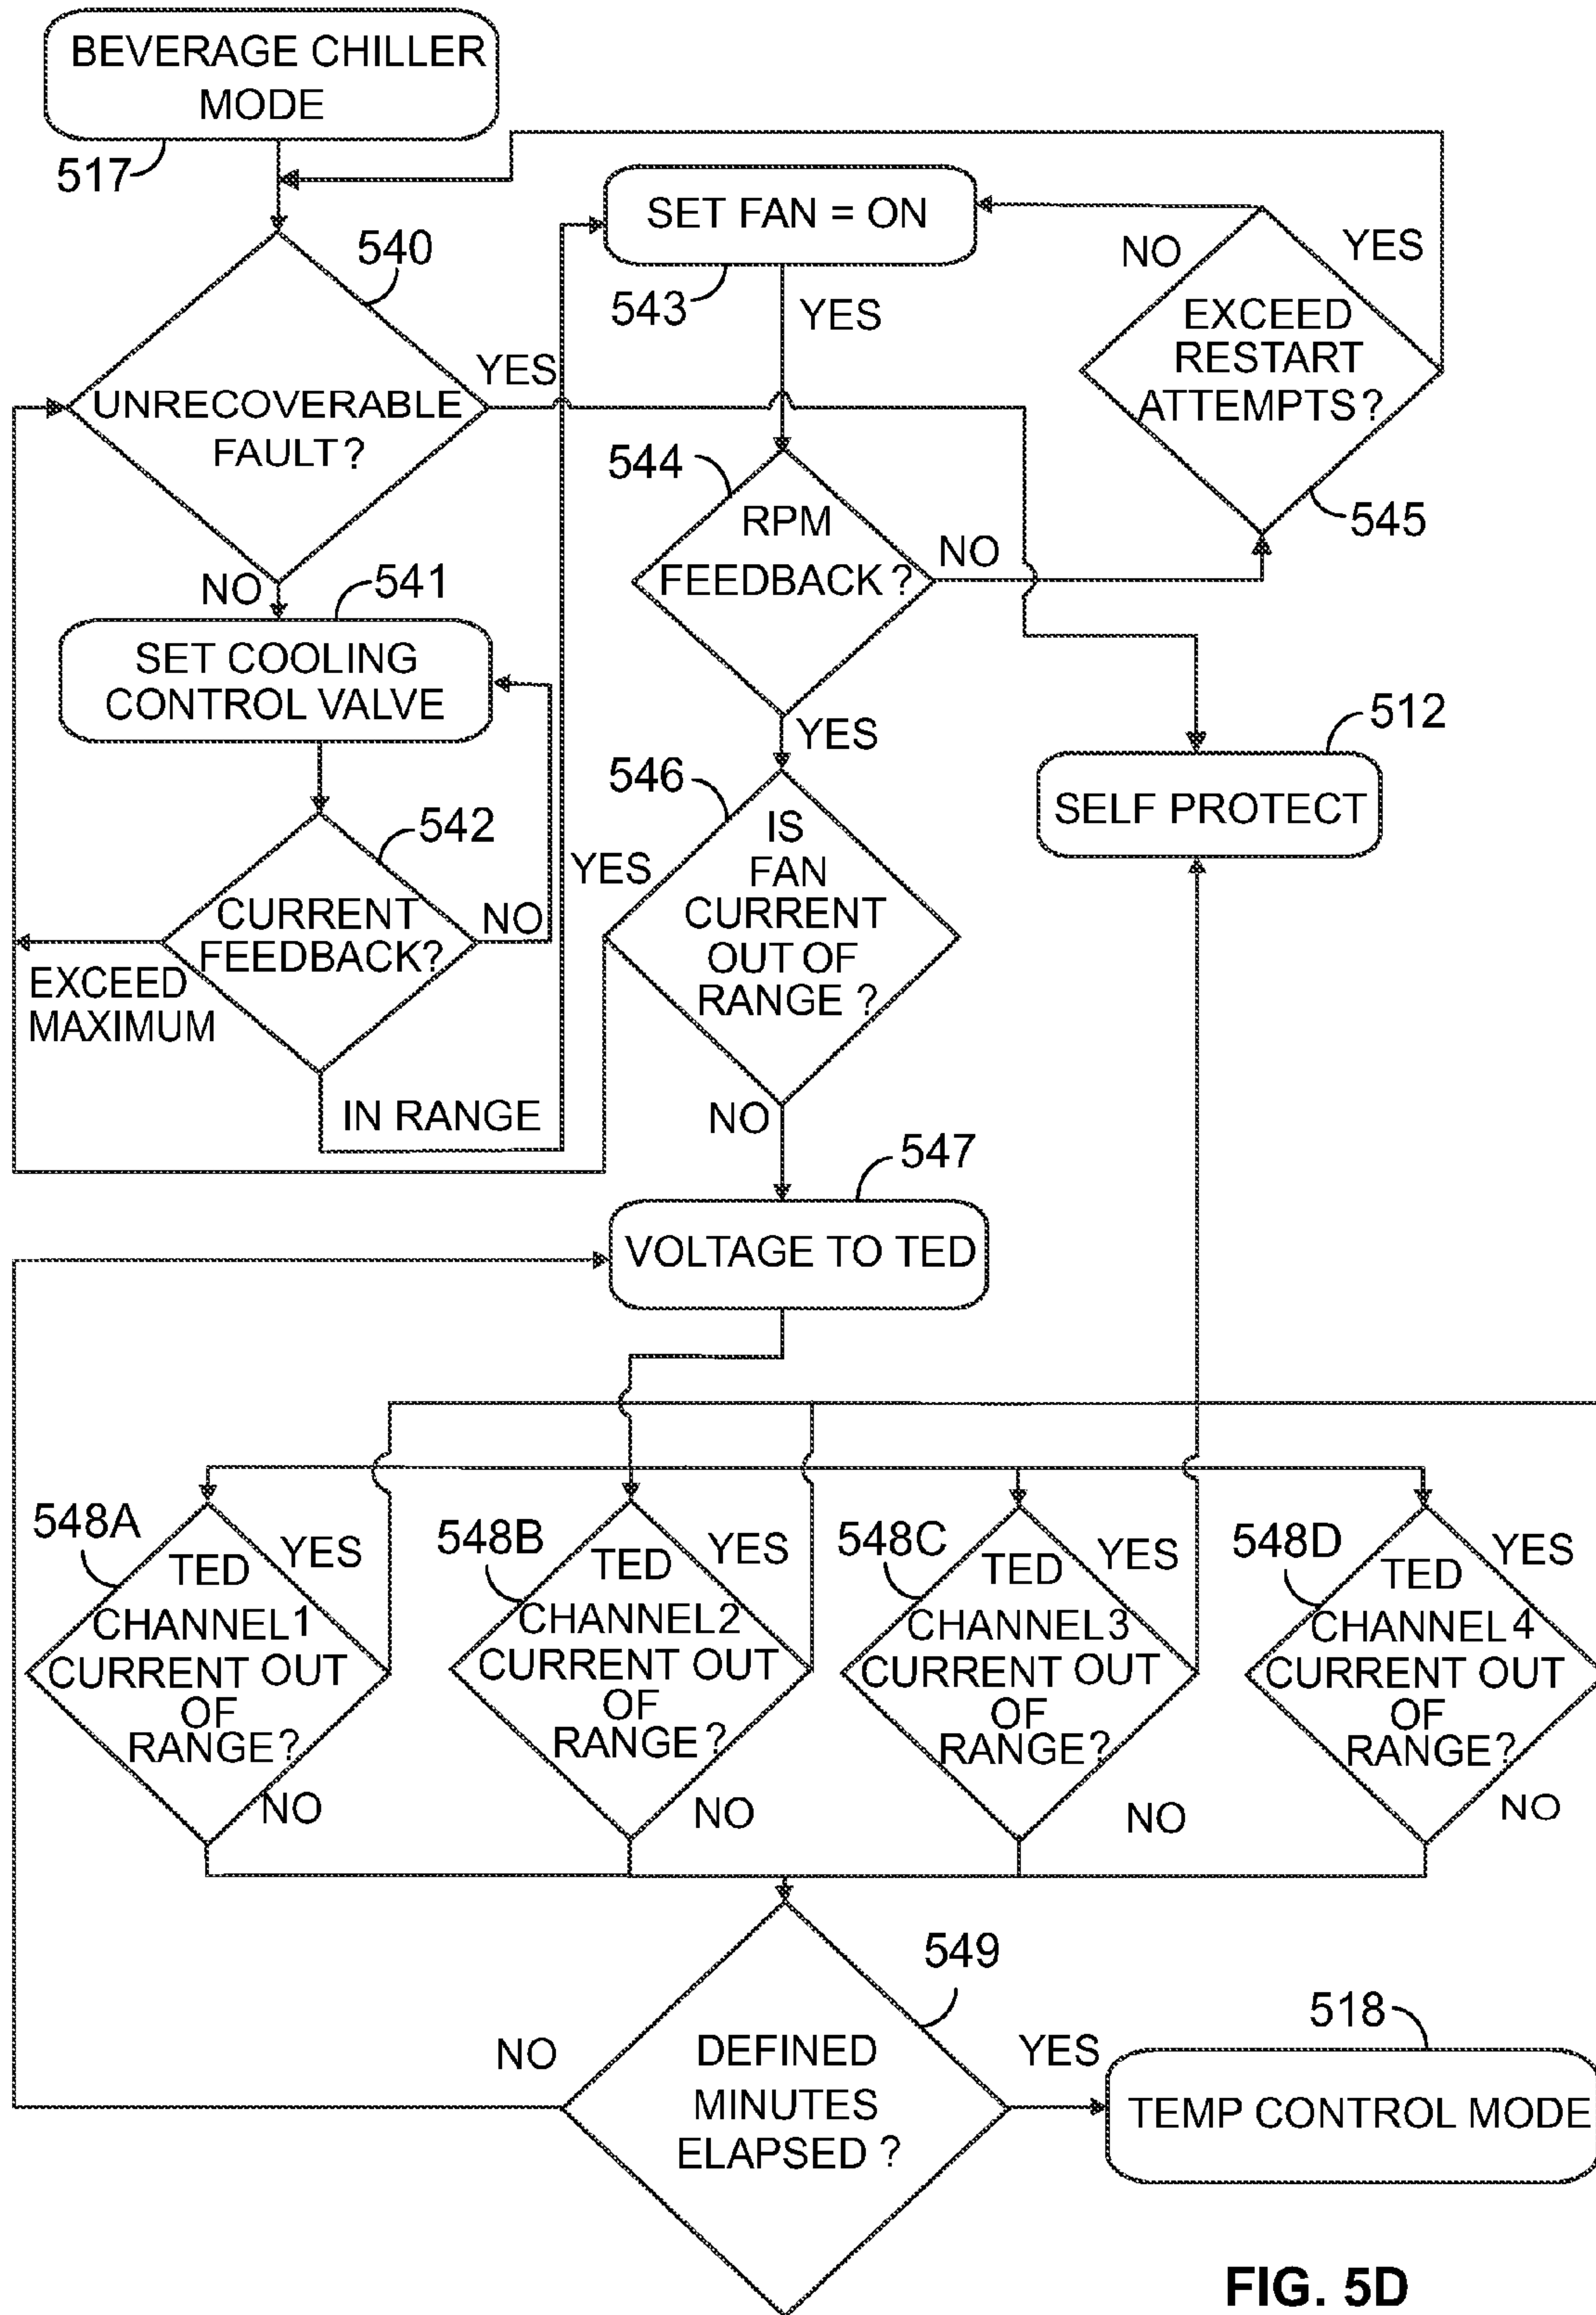 BEVERAGE CHILLER
MODE
517
540
UNRECOVERABLE
FAULT?
YES
NO
541
SET COOLING
CONTROL VALVE
542
CURRENT
FEEDBACK?
NO
EXCEED
MAXIMUM
IN RANGE
SET FAN = ON
543
YES
544
RPM
FEEDBACK?
NO
YES
NO
YES
EXCEED
RESTART
ATTEMPTS?
545
546
YES
IS
FAN
CURRENT
OUT OF
RANGE ?
NO
512
SELF PROTECT
547
VOLTAGE TO TED
548A
YES
TED
CHANNEL1
CURRENT OUT
OF
RANGE?
NO
548B
YES
TED
CHANNEL2
CURRENT OUT
OF
RANGE?
NO
548C
YES
TED
CHANNEL3
CURRENT OUT
OF
RANGE?
NO
548D
YES
TED
CHANNEL4
CURRENT OUT
OF
RANGE?
NO
549
NO
DEFINED
MINUTES
ELAPSED ?
YES
518
TEMP CONTROL MODE
FIG. 5D